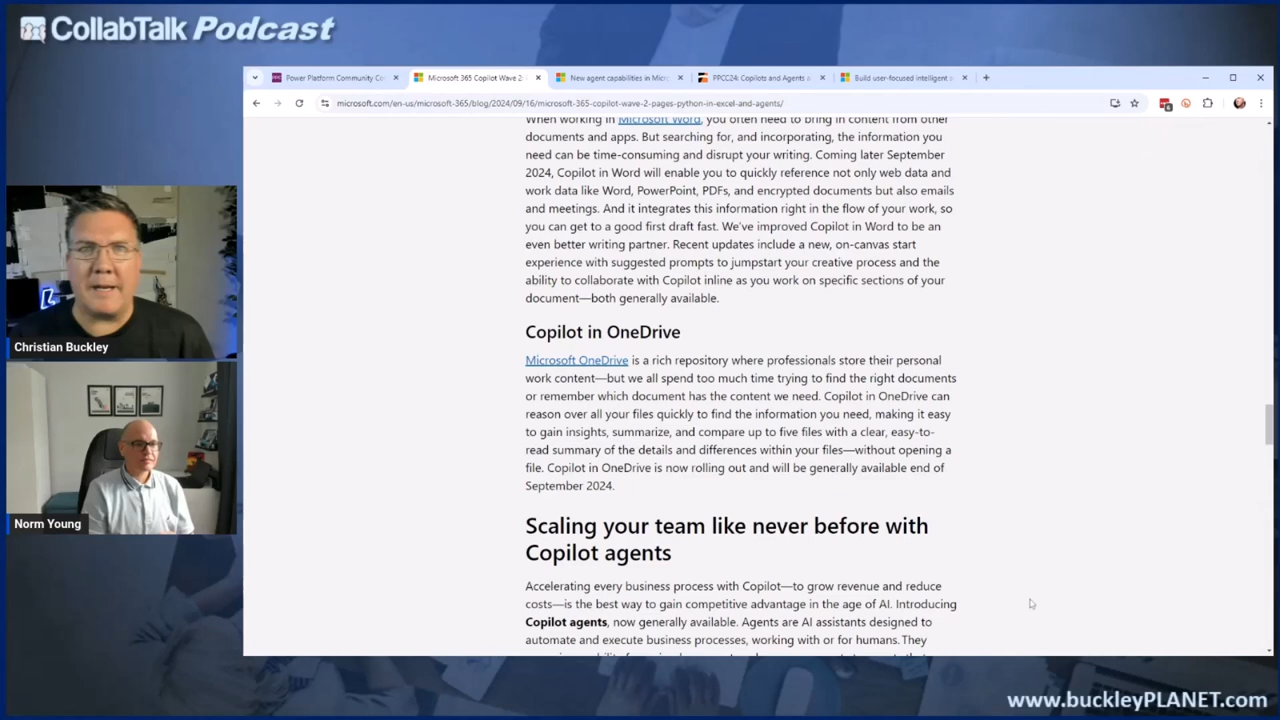 CollabTalk Podcast
Power Platform Community Co
Microsoft 365 Copilot Wave 2:
New agent capabilities in Micr
PPCC24: Copilots and Agents a
Build user-focused intelligent
microsoft.com/en-us/microsoft-365/blog/2024/09/16/microsoft-365-copilot-wave-2-pages-python-in-excel-and-agents/
When working in Microsoft Word, you often need to bring in content from other
documents and apps. But searching for, and incorporating, the information you
need can be time-consuming and disrupt your writing. Coming later September
2024, Copilot in Word will enable you to quickly reference not only web data and
work data like Word, PowerPoint, PDFs, and encrypted documents but also emails
and meetings. And it integrates this information right in the flow of your work, so
you can get to a good first draft fast. We've improved Copilot in Word to be an
even better writing partner. Recent updates include a new, on-canvas start
experience with suggested prompts to jumpstart your creative process and the
ability to collaborate with Copilot inline as you work on specific sections of your
document—both generally available.
Copilot in OneDrive
Microsoft OneDrive is a rich repository where professionals store their personal
work content—but we all spend too much time trying to find the right documents
or remember which document has the content we need. Copilot in OneDrive can
reason over all your files quickly to find the information you need, making it easy
to gain insights, summarize, and compare up to five files with a clear, easy-to-
read summary of the details and differences within your files—without opening a
file. Copilot in OneDrive is now rolling out and will be generally available end of
September 2024.
Scaling your team like never before with
Copilot agents
Accelerating every business process with Copilot—to grow revenue and reduce
costs—is the best way to gain competitive advantage in the age of AI. Introducing
Copilot agents, now generally available. Agents are AI assistants designed to
automate and execute business processes, working with or for humans. They
Christian Buckley
Norm Young
www.buckleyPLANET.com